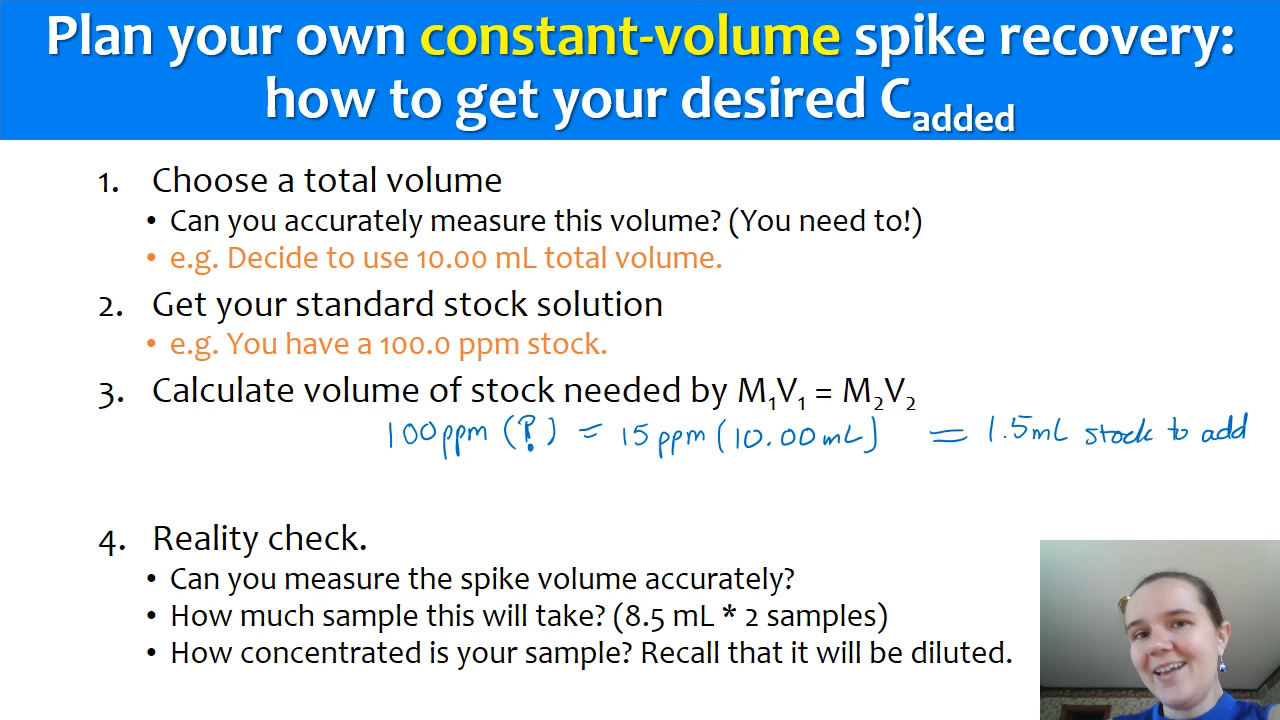 Plan your own constant-volume spike recovery:
how to get your desired Cadded
1. Choose a total volume
• Can you accurately measure this volume? (You need to!)
• e.g. Decide to use 10.00 mL total volume.
2. Get your standard stock solution
• e.g. You have a 100.0 ppm stock.
3. Calculate volume of stock needed by M1V1 = M2V2
100ppm (?) = 15ppm (10.00mL) = 1.5mL stock to add
4. Reality check.
• Can you measure the spike volume accurately?
• How much sample this will take? (8.5 mL * 2 samples)
• How concentrated is your sample? Recall that it will be diluted.